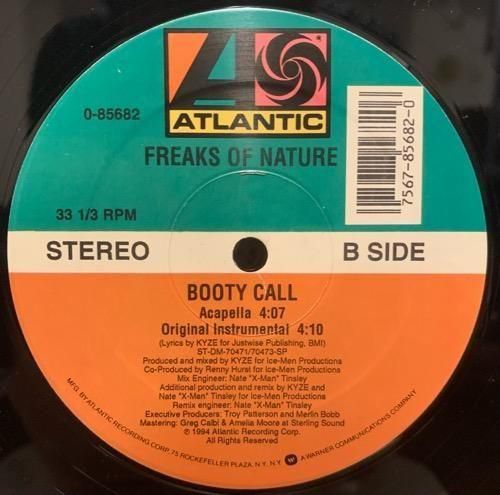 ATLANTIC
0-85682
7567-85682-0
FREAKS OF NATURE
33 1/3 RPM
STEREO
B SIDE
BOOTY CALL
Acapella 4:07
Original Instrumental 4:10
(Lyrics by KYZE for Justwise Publishing, BMI)
ST-DM-70471/70473-SP
Produced and mixed by KYZE for Ice-Men Productions
Co-Produced by Renny Hurst for Ice-Men Productions
Mix Engineer: Nate "X-Man" Tinsley
Additional production and remix by KYZE and
Nate "X-Man" Tinsley for Ice-Men Productions
Remix engineer: Nate "X-Man" Tinsley
Executive Producers: Troy Patterson and Merlin Bobb
Mastering: Greg Calbi & Amelia Moore at Sterling Sound
℗ 1994 Atlantic Recording Corp.
All Rights Reserved
MFG. BY ATLANTIC RECORDING CORP., 75 ROCKEFELLER PLAZA, N.Y., N.Y. A WARNER COMMUNICATIONS COMPANY